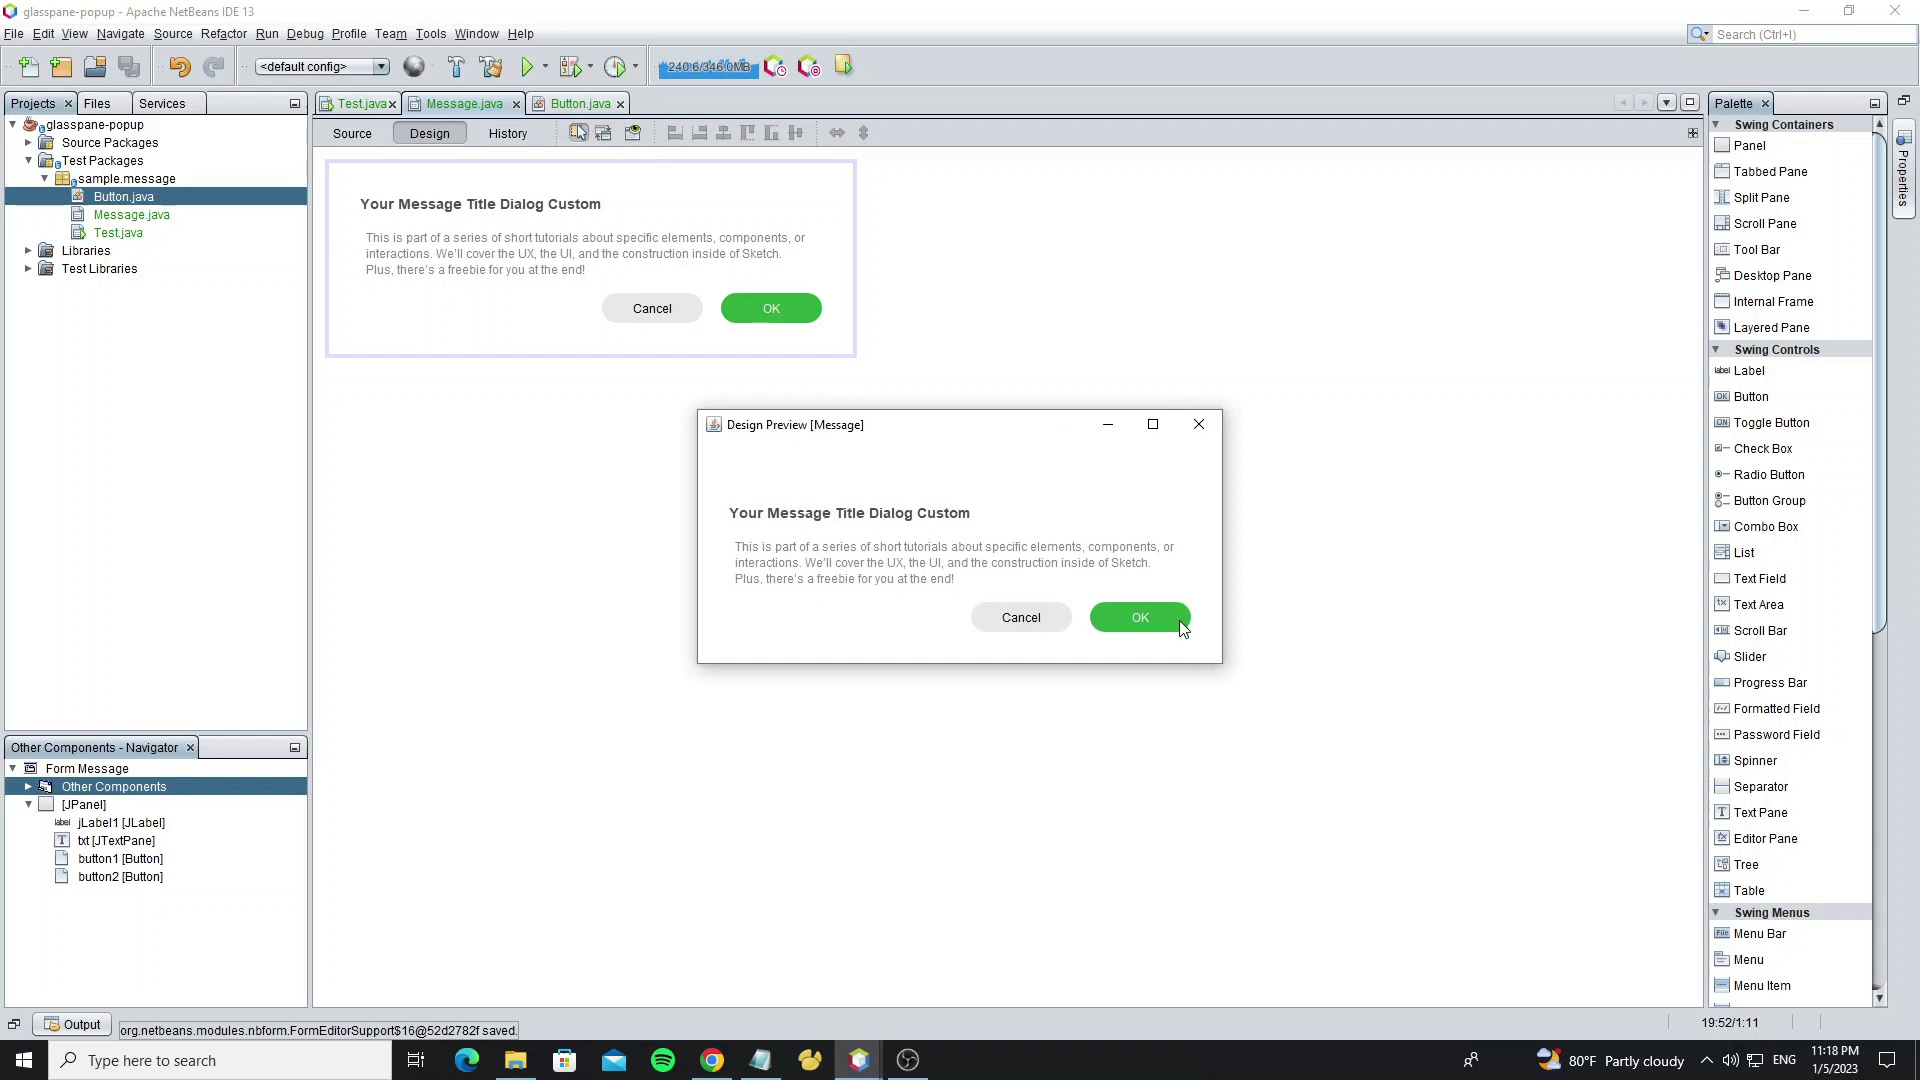 glasspane-popup - Apache NetBeans IDE 13
File Edit View Navigate Source Refactor Run Debug Profile Team Tools Window Help
Search (Ctrl+I)
<default config>
240.6/346.0MB
Projects Files Services
Test.java Message.java Button.java
Palette
Source Design History
glasspane-popup
Source Packages
Test Packages
sample.message
Button.java
Message.java
Test.java
Libraries
Test Libraries
Your Message Title Dialog Custom
This is part of a series of short tutorials about specific elements, components, or
interactions. We'll cover the UX, the UI, and the construction inside of Sketch.
Plus, there's a freebie for you at the end!
Cancel OK
Design Preview [Message]
Your Message Title Dialog Custom
This is part of a series of short tutorials about specific elements, components, or
interactions. We'll cover the UX, the UI, and the construction inside of Sketch.
Plus, there's a freebie for you at the end!
Cancel OK
Swing Containers
Panel
Tabbed Pane
Split Pane
Scroll Pane
Tool Bar
Desktop Pane
Internal Frame
Layered Pane
Swing Controls
Label
Button
Toggle Button
Check Box
Radio Button
Button Group
Combo Box
List
Text Field
Text Area
Scroll Bar
Slider
Progress Bar
Formatted Field
Password Field
Spinner
Separator
Text Pane
Editor Pane
Tree
Table
Swing Menus
Menu Bar
Menu
Menu Item
Properties
Other Components - Navigator
Form Message
Other Components
[JPanel]
jLabel1 [JLabel]
txt [JTextPane]
button1 [Button]
button2 [Button]
Output
org.netbeans.modules.nbform.FormEditorSupport$16@52d2782f saved.
19:52/1:11
Type here to search
80°F Partly cloudy
ENG
11:18 PM
1/5/2023